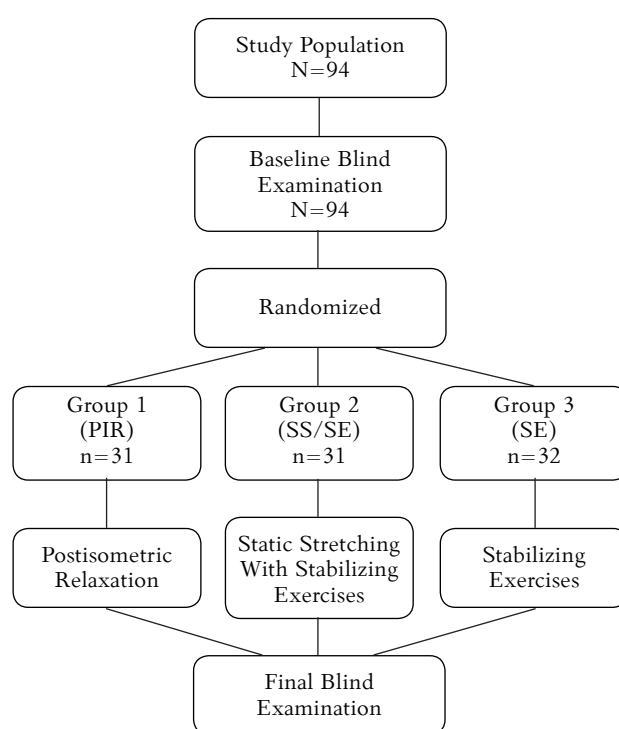 Study Population
N=94
Baseline Blind
Examination
N=94
Randomized
Group 1
(PIR)
n=31
Group 2
(SS/SE)
n=31
Group 3
(SE)
n=32
Postisometric
Relaxation
Static Stretching
With Stabilizing
Exercises
Stabilizing
Exercises
Final Blind
Examination